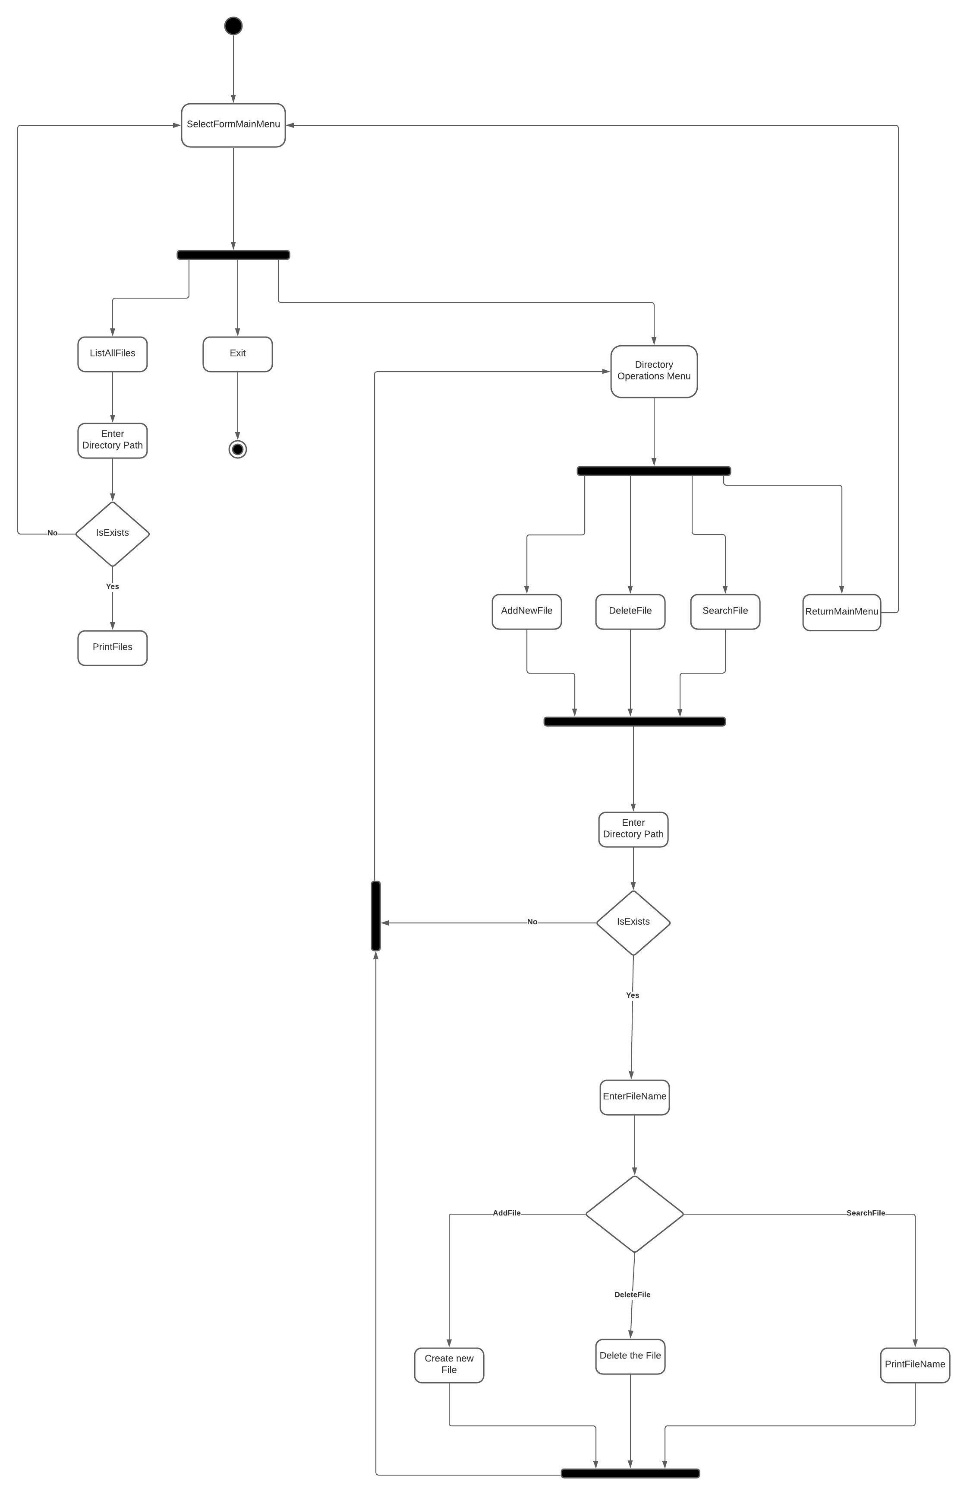 SelectFormMainMenu
ListAllFiles
Exit
Directory
Operations Menu
Enter
Directory Path
IsExists
No
Yes
PrintFiles
AddNewFile
DeleteFile
SearchFile
ReturnMainMenu
Enter
Directory Path
IsExists
No
Yes
EnterFileName
AddFile
SearchFile
DeleteFile
Create new
File
Delete the File
PrintFileName